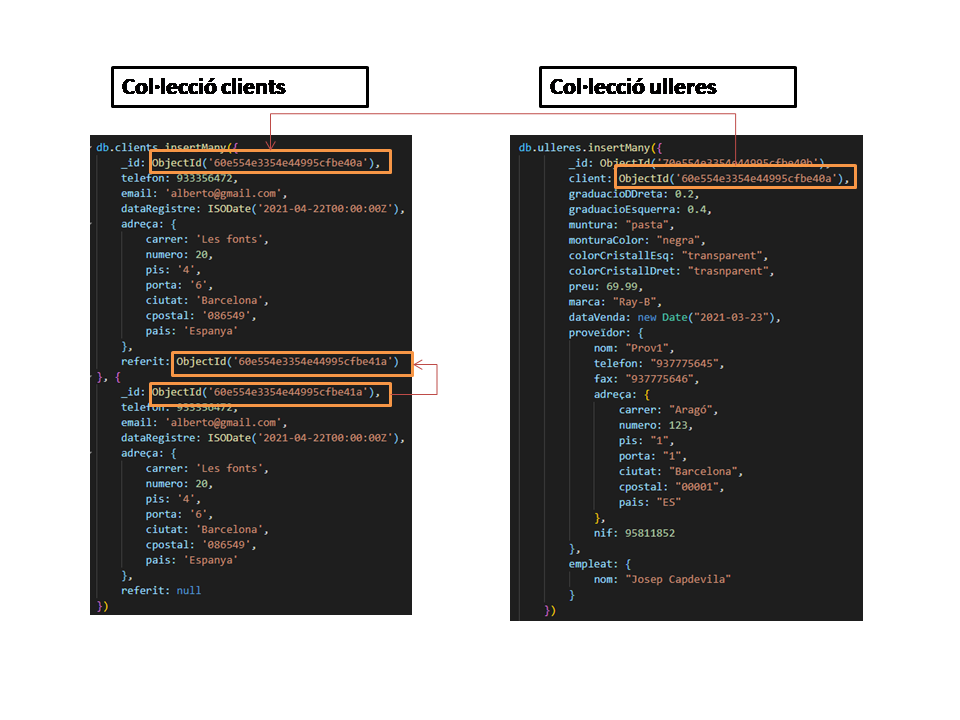 Col·lecció clients
db.clients.insertMany({
_id: ObjectId('60e554e3354e44995cfbe40a'),
telefon: 933356472,
email: 'alberto@gmail.com',
dataRegistre: ISODate('2021-04-22T00:00:00Z'),
adreça: {
carrer: 'Les fonts',
numero: 20,
pis: '4',
porta: '6',
ciutat: 'Barcelona',
cpostal: '086549',
pais: 'Espanya'
},
referit: ObjectId('60e554e3354e44995cfbe41a')
}, {
_id: ObjectId('60e554e3354e44995cfbe41a'),
telefon: 933356472,
email: 'alberto@gmail.com',
dataRegistre: ISODate('2021-04-22T00:00:00Z'),
adreça: {
carrer: 'Les fonts',
numero: 20,
pis: '4',
porta: '6',
ciutat: 'Barcelona',
cpostal: '086549',
pais: 'Espanya'
},
referit: null
})
Col·lecció ulleres
db.ulleres.insertMany({
_id: ObjectId('70e554e3354e44995cfbe40b'),
client: ObjectId('60e554e3354e44995cfbe40a'),
graduacioDDreta: 0.2,
graduacioEsquerra: 0.4,
muntura: "pasta",
monturaColor: "negra",
colorCristallEsq: "transparent",
colorCristallDret: "trasnparent",
preu: 69.99,
marca: "Ray-B",
dataVenda: new Date("2021-03-23"),
proveïdor: {
nom: "Prov1",
telefon: "937775645",
fax: "937775646",
adreça: {
carrer: "Aragó",
numero: 123,
pis: "1",
porta: "1",
ciutat: "Barcelona",
cpostal: "00001",
pais: "ES"
},
nif: 95811852
},
empleat: {
nom: "Josep Capdevila"
}
})